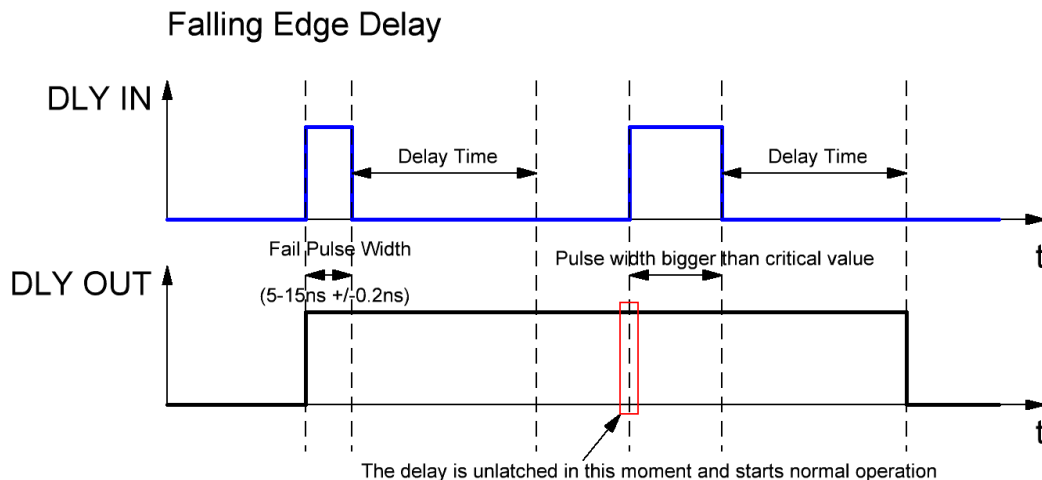 Falling Edge Delay
DLY IN
Delay Time
Delay Time
t
Fail Pulse Width
Pulse width bigger than critical value
DLY OUT
(5-15ns +/-0.2ns)
t
The delay is unlatched in this moment and starts normal operation